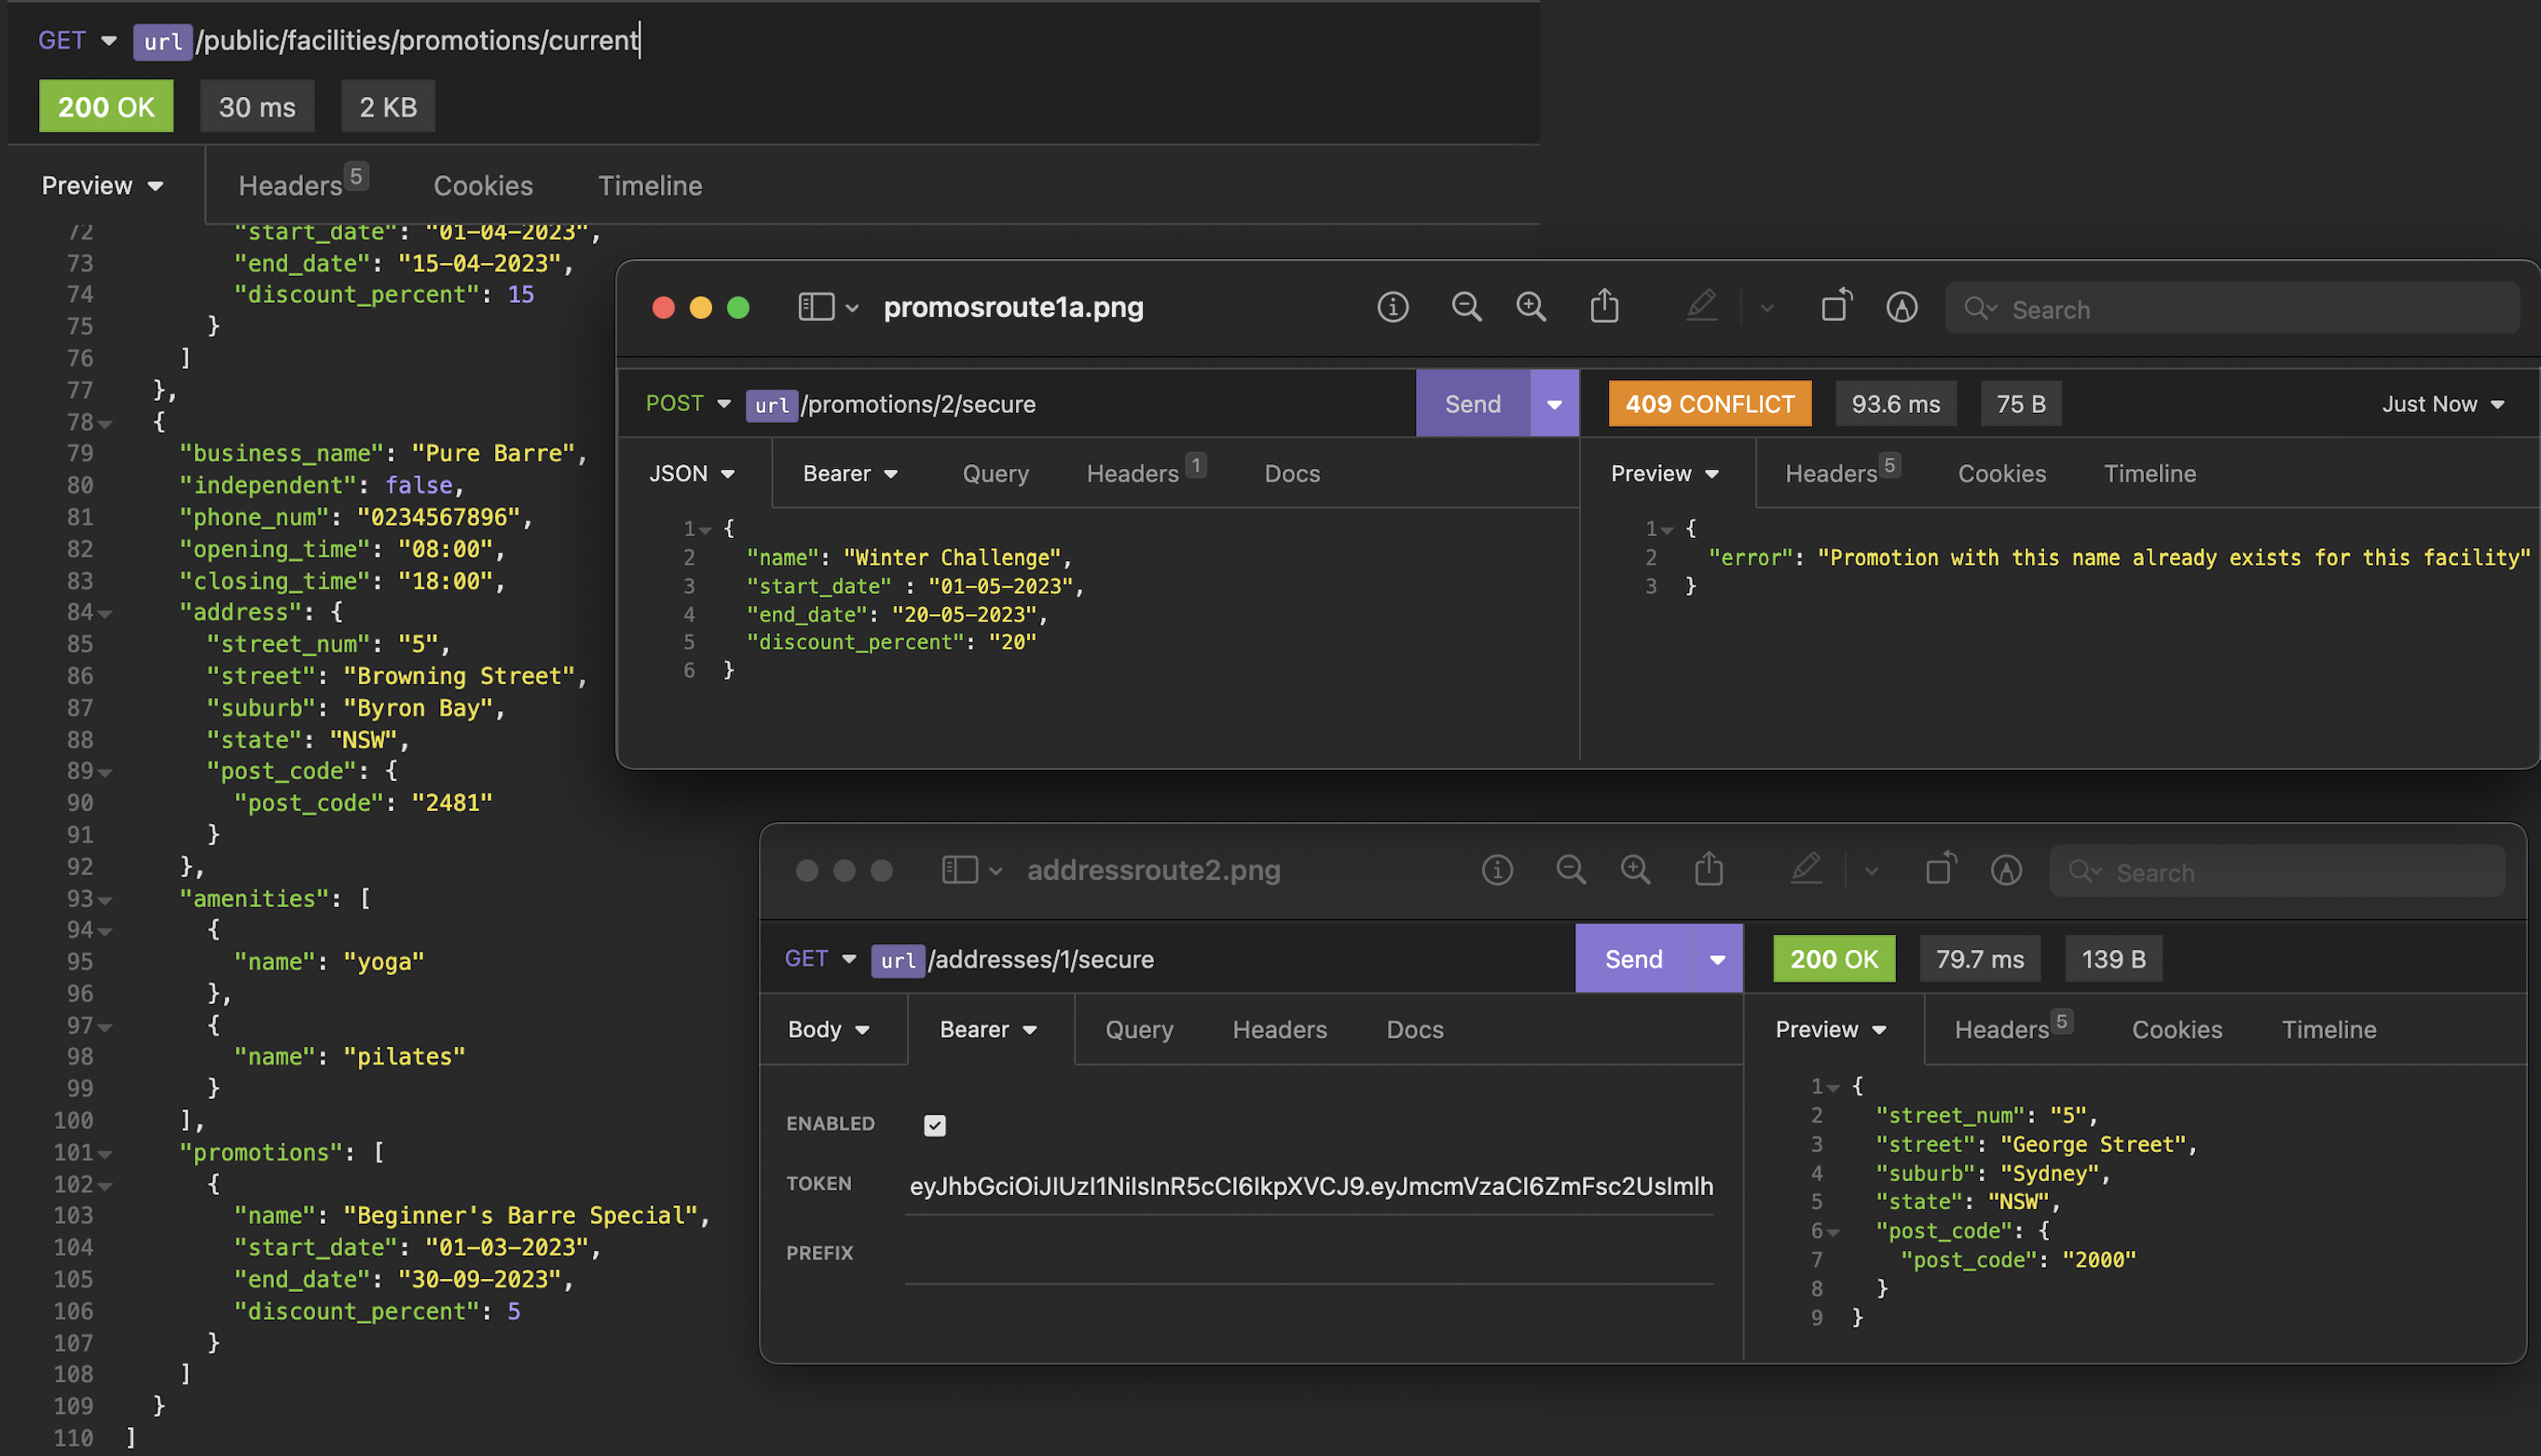 GET url /public/facilities/promotions/current
200 OK 30 ms 2 KB
Preview Headers 5 Cookies Timeline
72 "start_date": "01-04-2023",
73 "end_date": "15-04-2023",
74 "discount_percent": 15
75 }
76 ]
77 },
78 {
79 "business_name": "Pure Barre",
80 "independent": false,
81 "phone_num": "0234567896",
82 "opening_time": "08:00",
83 "closing_time": "18:00",
84 "address": {
85 "street_num": "5",
86 "street": "Browning Street",
87 "suburb": "Byron Bay",
88 "state": "NSW",
89 "post_code": {
90 "post_code": "2481"
91 }
92 },
93 "amenities": [
94 {
95 "name": "yoga"
96 },
97 {
98 "name": "pilates"
99 }
100 ],
101 "promotions": [
102 {
103 "name": "Beginner's Barre Special",
104 "start_date": "01-03-2023",
105 "end_date": "30-09-2023",
106 "discount_percent": 5
107 }
108 ]
109 }
110 ]
promosroute1a.png Search
POST url /promotions/2/secure Send 409 CONFLICT 93.6 ms 75 B Just Now
JSON Bearer Query Headers 1 Docs Preview Headers 5 Cookies Timeline
1 {
2 "name": "Winter Challenge",
3 "start_date" : "01-05-2023",
4 "end_date": "20-05-2023",
5 "discount_percent": "20"
6 }
1 {
2 "error": "Promotion with this name already exists for this facility"
3 }
addressroute2.png Search
GET url /addresses/1/secure Send 200 OK 79.7 ms 139 B
Body Bearer Query Headers Docs Preview Headers 5 Cookies Timeline
ENABLED
TOKEN eyJhbGciOiJIUzI1NiIsInR5cCI6IkpXVCJ9.eyJmcmVzaCI6ZmFsc2UsImlh
PREFIX
1 {
2 "street_num": "5",
3 "street": "George Street",
4 "suburb": "Sydney",
5 "state": "NSW",
6 "post_code": {
7 "post_code": "2000"
8 }
9 }